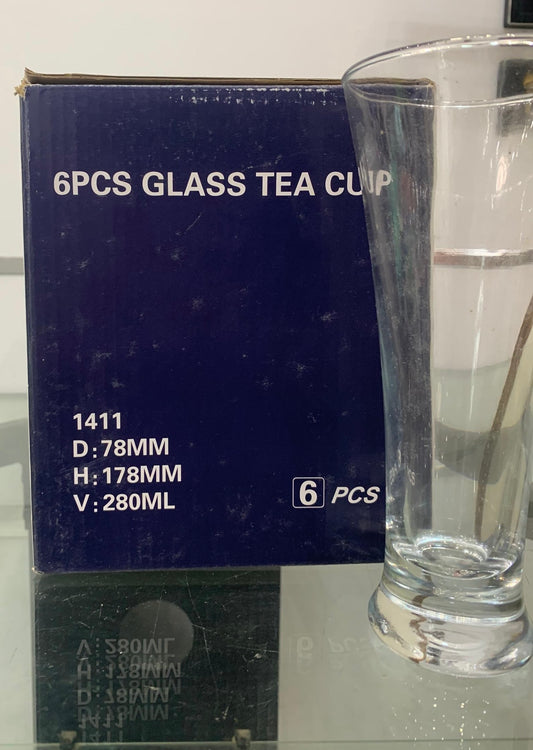 6PCS GLASS TEA CUP
1411
D:78MM
H:178MM
V:280ML
6 PCS